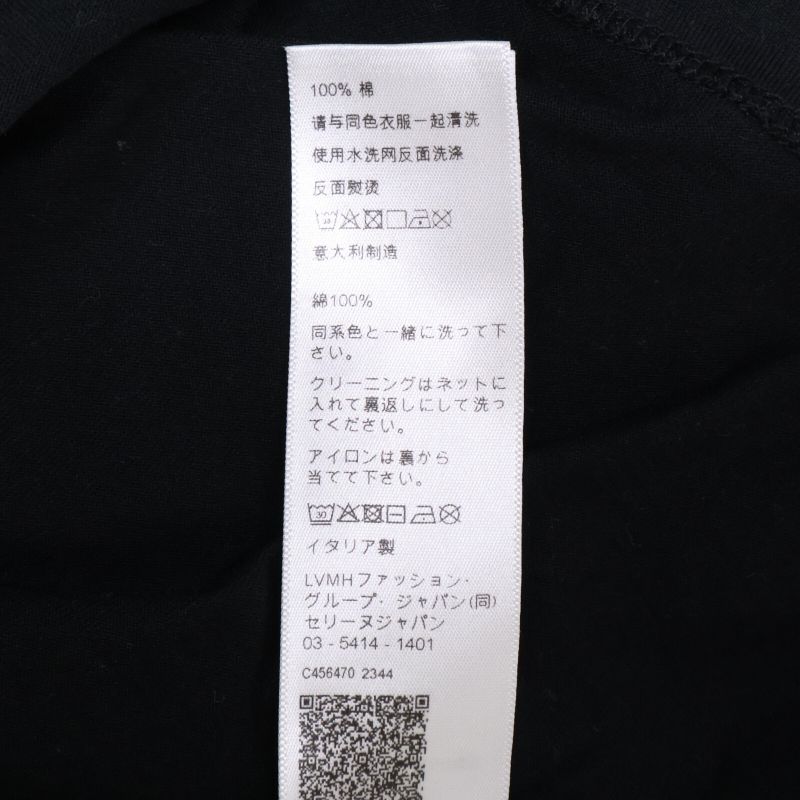 100% 棉
请与同色衣服一起清洗
使用水洗网反面洗涤
反面熨烫
意大利制造
綿100%
同系色と一緒に洗って下
さい。
クリーニングはネットに
入れて裏返しにして洗っ
てください。
アイロンは裏から
当てて下さい。
30
イタリア製
LVMHファッション・
グループ・ジャパン(同)
セリーヌジャパン
03 - 5414 - 1401
C456470 2344